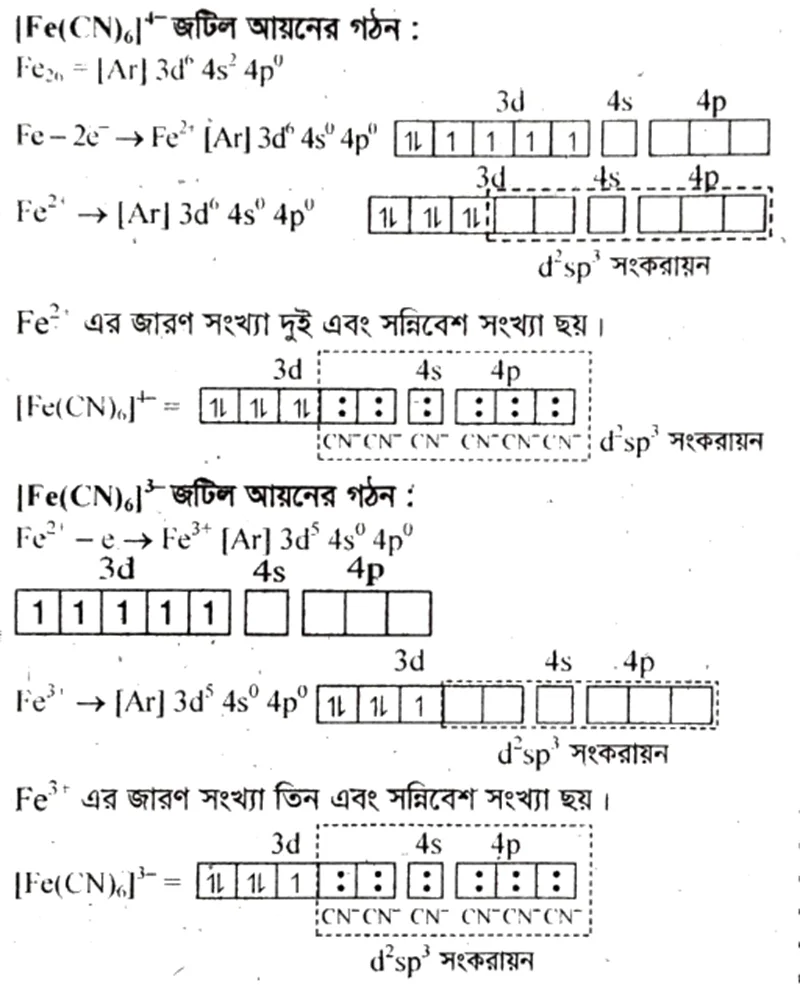 [Fe(CN)₆]⁴⁻ জটিল আয়নের গঠন :
Fe₂₆ = [Ar] 3d⁶ 4s² 4p⁰
3d 4s 4p
Fe – 2e⁻ → Fe²⁺ [Ar] 3d⁶ 4s⁰ 4p⁰ 1L 1 1 1 1
3d 4s 4p
Fe²⁺ → [Ar] 3d⁶ 4s⁰ 4p⁰ 1L 1L 1L
d²sp³ সংকরায়ন
Fe²⁺ এর জারণ সংখ্যা দুই এবং সন্নিবেশ সংখ্যা ছয়।
3d 4s 4p
[Fe(CN)₆]⁴⁻ = 1L 1L 1L : : : : : :
CN⁻ CN⁻ CN⁻ CN⁻ CN⁻ CN⁻ d²sp³ সংকরায়ন
[Fe(CN)₆]³⁻ জটিল আয়নের গঠন :
Fe²⁺ – e → Fe³⁺ [Ar] 3d⁵ 4s⁰ 4p⁰
3d 4s 4p
1 1 1 1 1
3d 4s 4p
Fe³⁺ → [Ar] 3d⁵ 4s⁰ 4p⁰ 1L 1L 1
d²sp³ সংকরায়ন
Fe³⁺ এর জারণ সংখ্যা তিন এবং সন্নিবেশ সংখ্যা ছয়।
3d 4s 4p
[Fe(CN)₆]³⁻ = 1L 1L 1 : : : : : :
CN⁻ CN⁻ CN⁻ CN⁻ CN⁻ CN⁻
d²sp³ সংকরায়ন